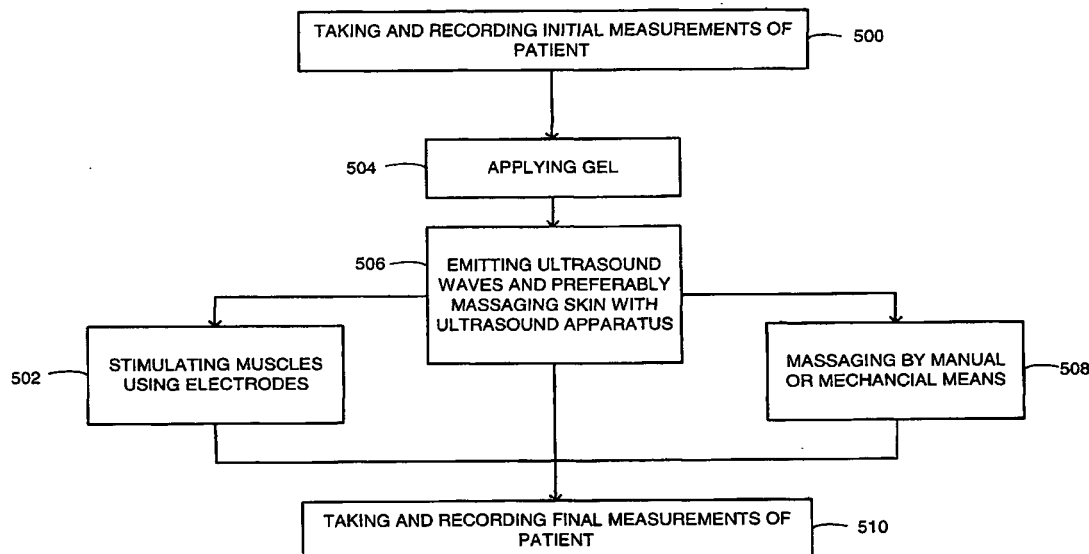 TAKING AND RECORDING INITIAL MEASUREMENTS OF
PATIENT
500
504
APPLYING GEL
506
EMITTING ULTRASOUND
WAVES AND PREFERABLY
MASSAGING SKIN WITH
ULTRASOUND APPARATUS
502
STIMULATING MUSCLES
USING ELECTRODES
MASSAGING BY MANUAL
OR MECHANCIAL MEANS
508
TAKING AND RECORDING FINAL MEASUREMENTS OF
PATIENT
510